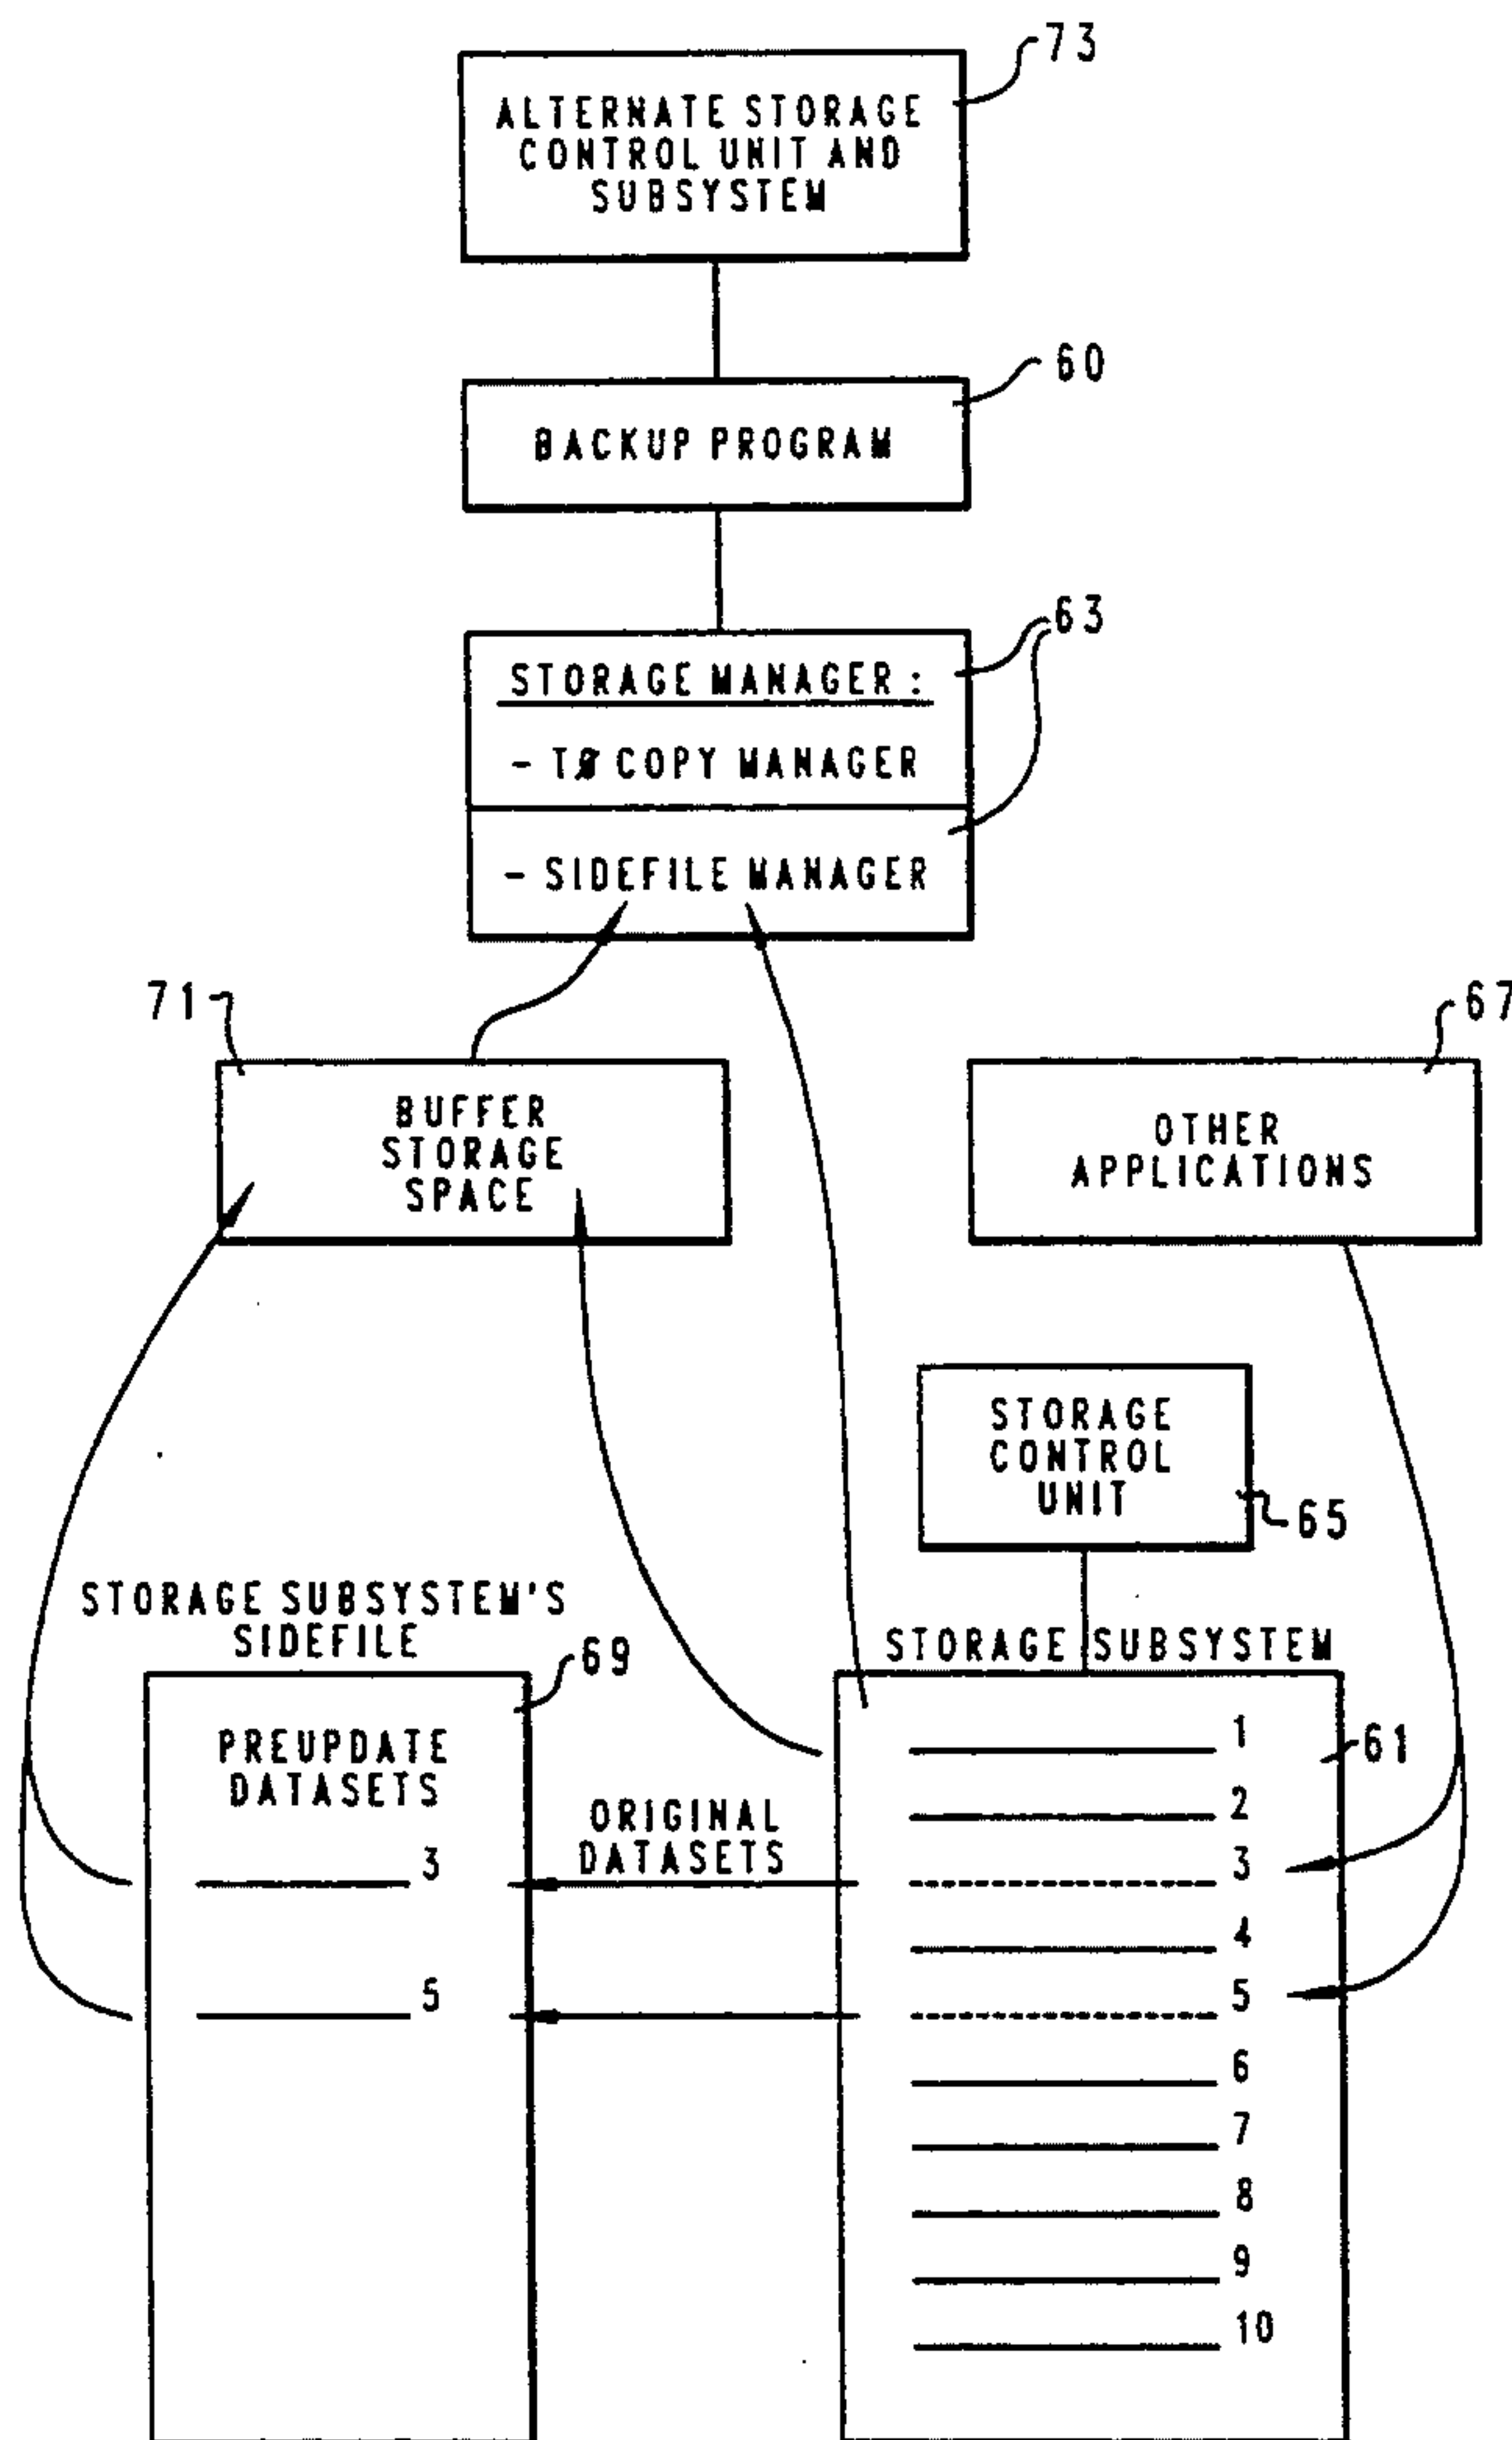 73
ALTERNATE STORAGE
CONTROL UNIT AND
SUBSYSTEM
60
BACKUP PROGRAM
63
STORAGE MANAGER :
- TØ COPY MANAGER
- SIDEFILE MANAGER
71
67
BUFFER
STORAGE
SPACE
OTHER
APPLICATIONS
STORAGE
CONTROL
UNIT
65
STORAGE SUBSYSTEM'S
SIDEFILE
69
STORAGE SUBSYSTEM
PREUPDATE
DATASETS
3
5
ORIGINAL
DATASETS
61
1
2
3
4
5
6
7
8
9
10